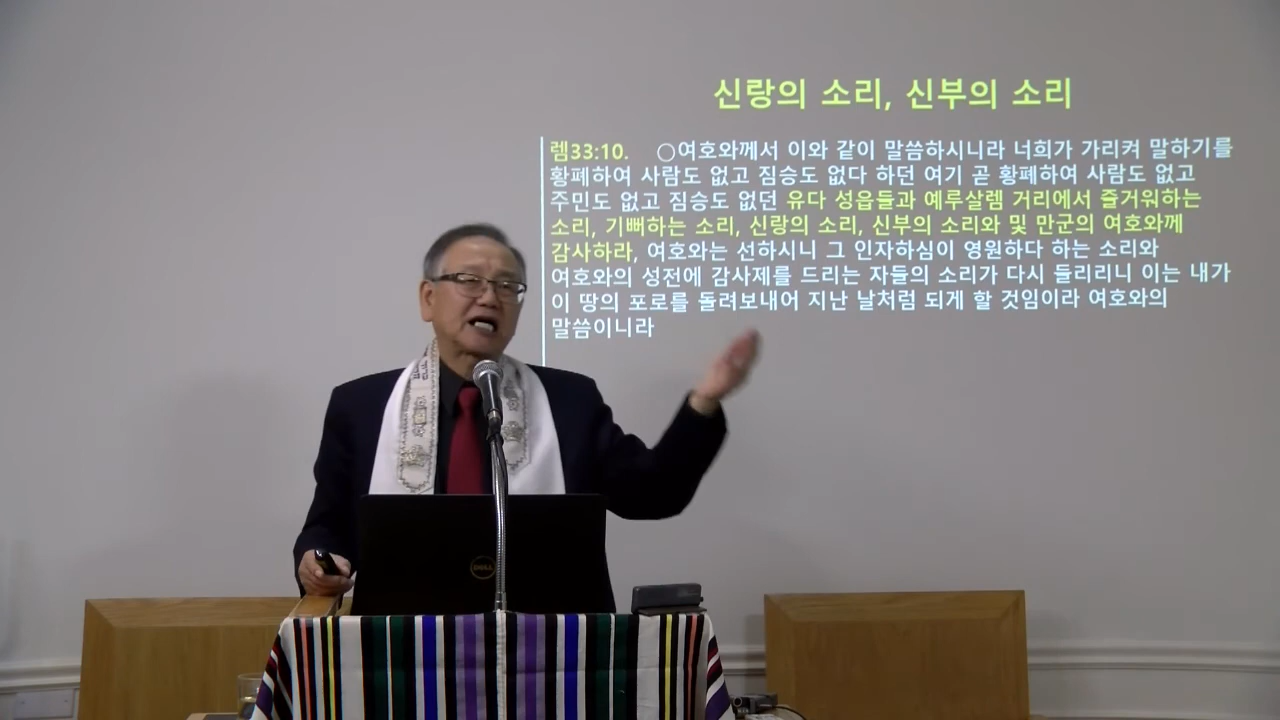 신랑의 소리, 신부의 소리
렘33:10. ○여호와께서 이와 같이 말씀하시니라 너희가 가리켜 말하기를
황폐하여 사람도 없고 짐승도 없다 하던 여기 곧 황폐하여 사람도 없고
주민도 없고 짐승도 없던 유다 성읍들과 예루살렘 거리에서 즐거워하는
소리, 기뻐하는 소리, 신랑의 소리, 신부의 소리와 및 만군의 여호와께
감사하라, 여호와는 선하시니 그 인자하심이 영원하다 하는 소리와
여호와의 성전에 감사제를 드리는 자들의 소리가 다시 들리리니 이는 내가
이 땅의 포로를 돌려보내어 지난 날처럼 되게 할 것임이라 여호와의
말씀이니라
DELL